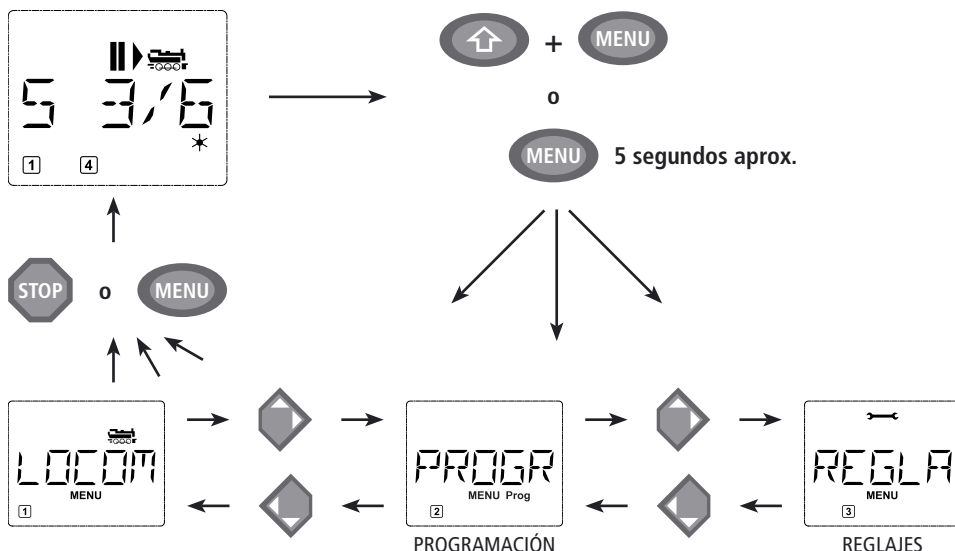 + MENU
o
MENU 5 segundos aprox.
S 3/6
1 4
STOP o MENU
LOCOM
MENU
1
PROGR
MENU Prog
2
REGLA
MENU
3
PROGRAMACIÓN
REGLAJES